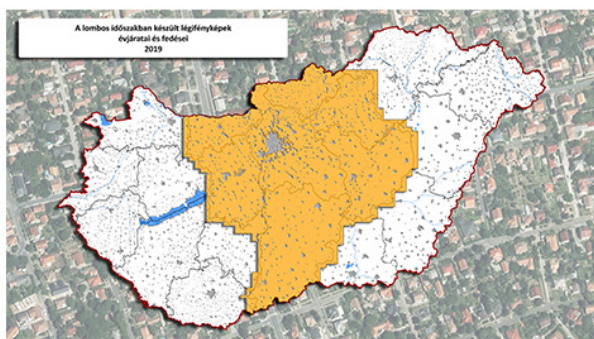 A lombos időszakban készült légifényképek
évjáratai és fedései
2019